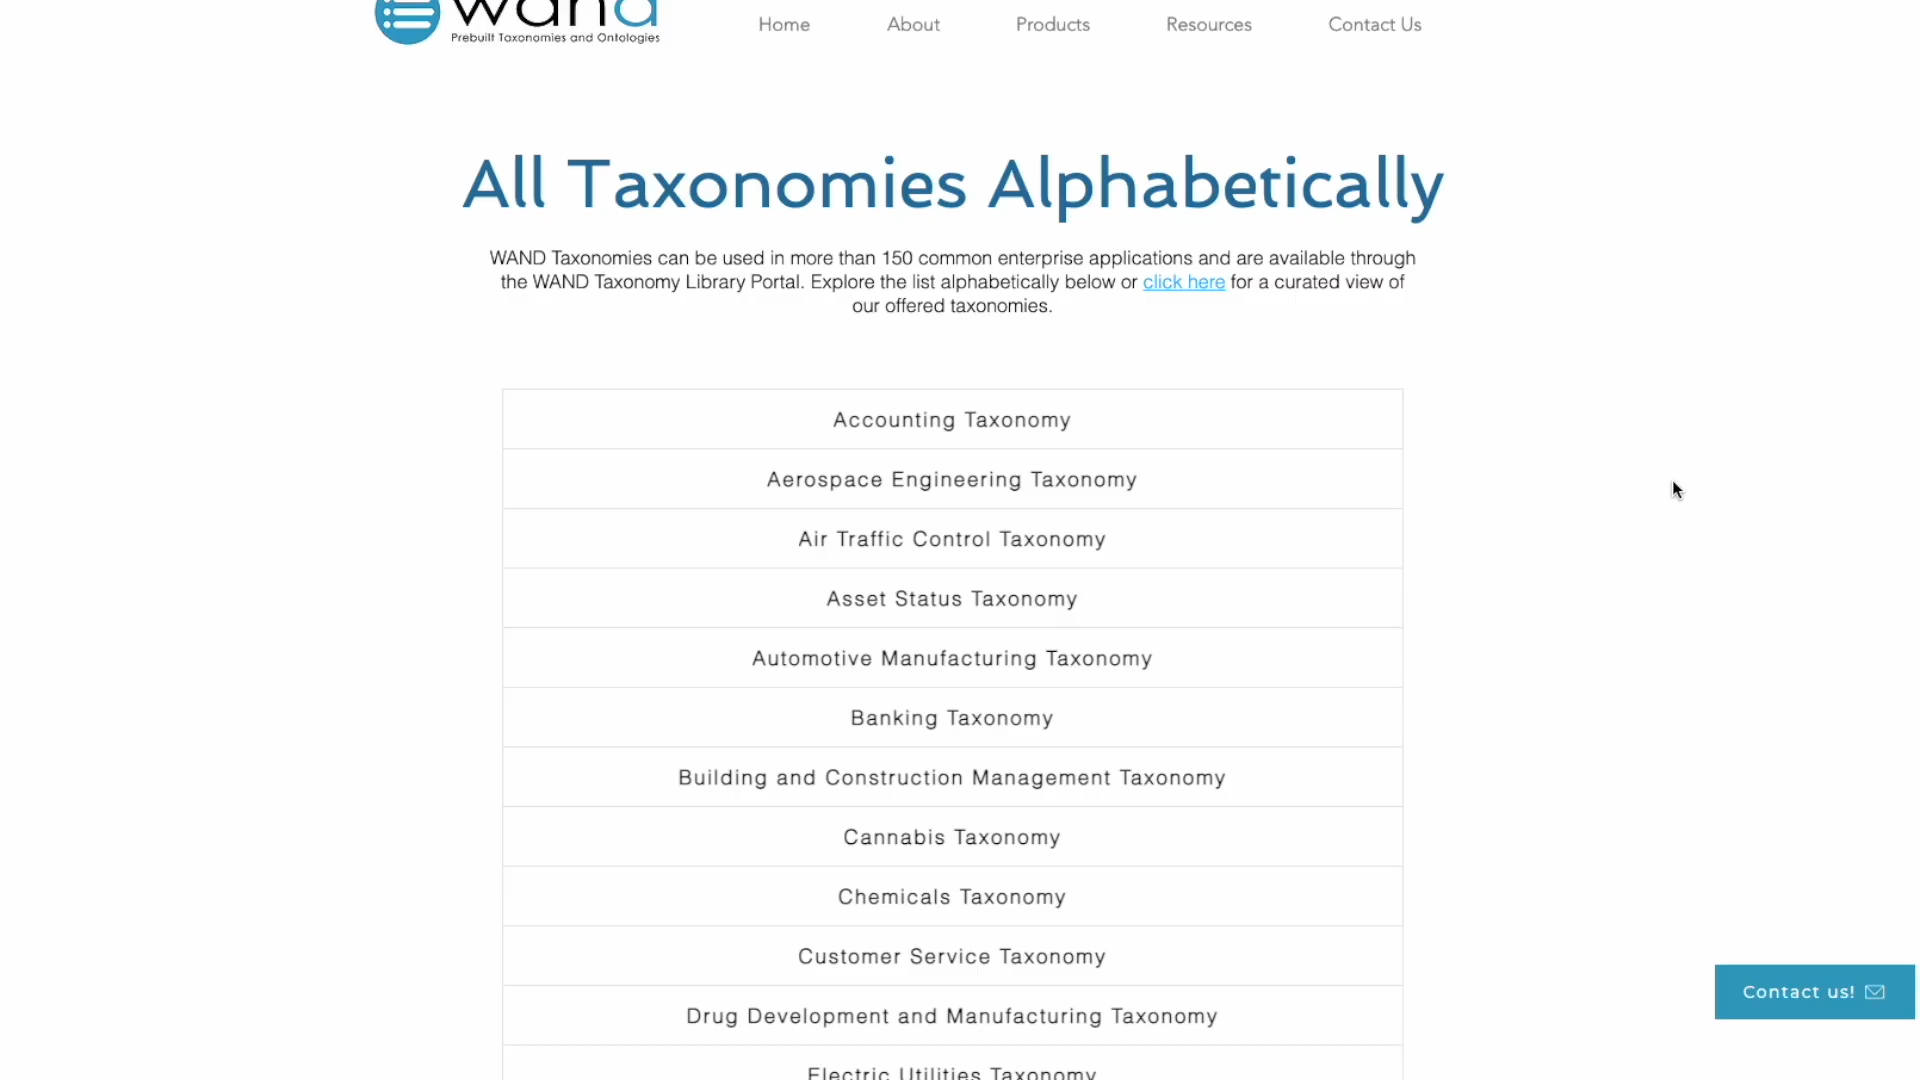 wand
Prebuilt Taxonomies and Ontologies
Home
About
Products
Resources
Contact Us
All Taxonomies Alphabetically
WAND Taxonomies can be used in more than 150 common enterprise applications and are available through
the WAND Taxonomy Library Portal. Explore the list alphabetically below or click here for a curated view of
our offered taxonomies.
Accounting Taxonomy
Aerospace Engineering Taxonomy
Air Traffic Control Taxonomy
Asset Status Taxonomy
Automotive Manufacturing Taxonomy
Banking Taxonomy
Building and Construction Management Taxonomy
Cannabis Taxonomy
Chemicals Taxonomy
Customer Service Taxonomy
Contact us!
Drug Development and Manufacturing Taxonomy
Electric Utilities Taxonomy